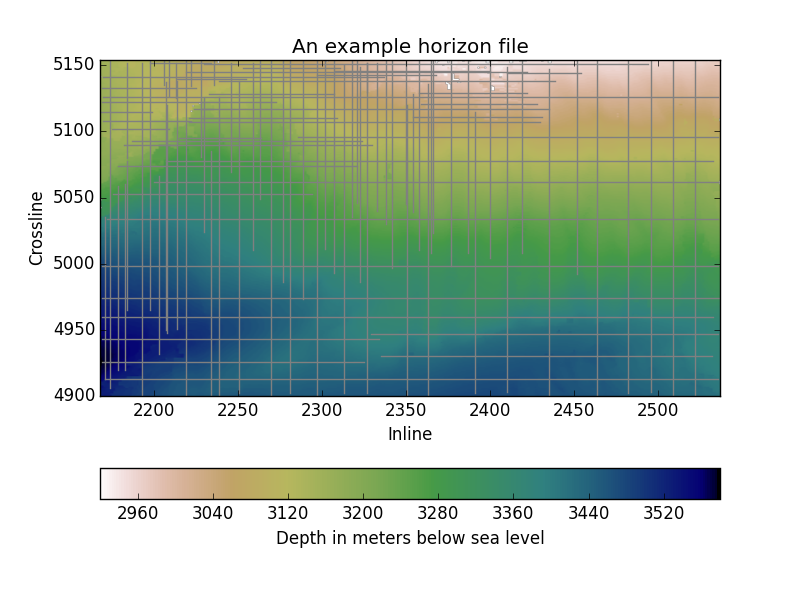 An example horizon file
5150
5100
5050
5000
4950
4900
Crossline
2200 2250 2300 2350 2400 2450 2500
Inline
2960 3040 3120 3200 3280 3360 3440 3520
Depth in meters below sea level